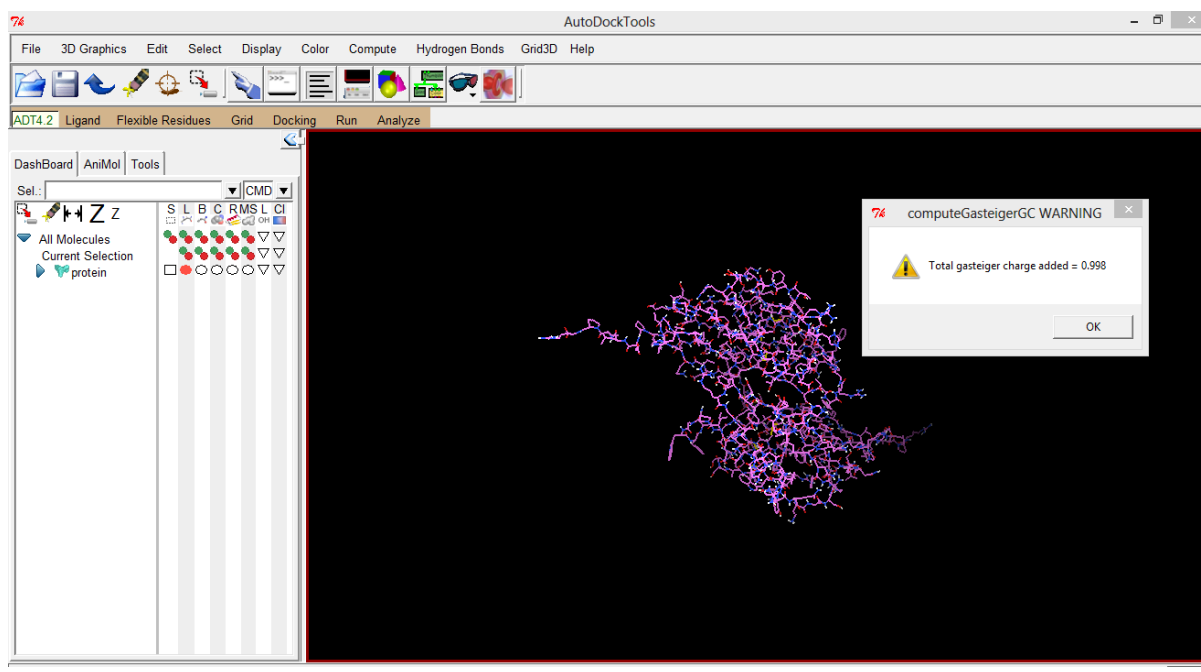 AutoDockTools
File 3D Graphics Edit Select Display Color Compute Hydrogen Bonds Grid3D Help
ADT4.2 Ligand Flexible Residues Grid Docking Run Analyze
DashBoard AniMol Tools
Sel.: CMD
Z Z S L B C R MS L Cl
OH
All Molecules
Current Selection
protein
computeGasteigerGC WARNING
Total gasteiger charge added = 0.998
OK